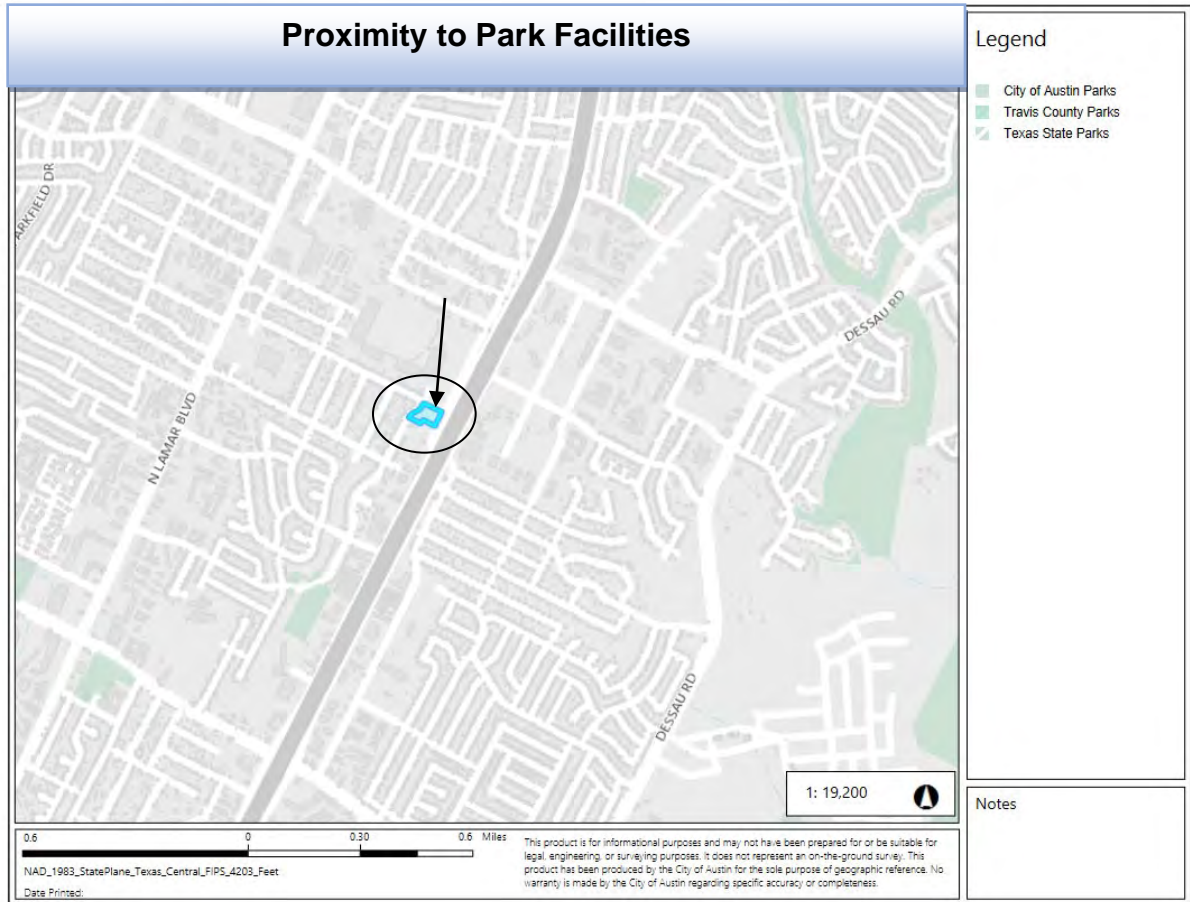 Proximity to Park Facilities
Legend
City of Austin Parks
Travis County Parks
Texas State Parks
ARKFIELD DR
N LAMAR BLVD
DESSAU RD
DESSAU RD
1: 19,200
Notes
0.6 0 0.30 0.6 Miles
NAD_1983_StatePlane_Texas_Central_FIPS_4203_Feet
Date Printed:
This product is for informational purposes and may not have been prepared for or be suitable for
legal, engineering, or surveying purposes. It does not represent an on-the-ground survey. This
product has been produced by the City of Austin for the sole purpose of geographic reference. No
warranty is made by the City of Austin regarding specific accuracy or completeness.